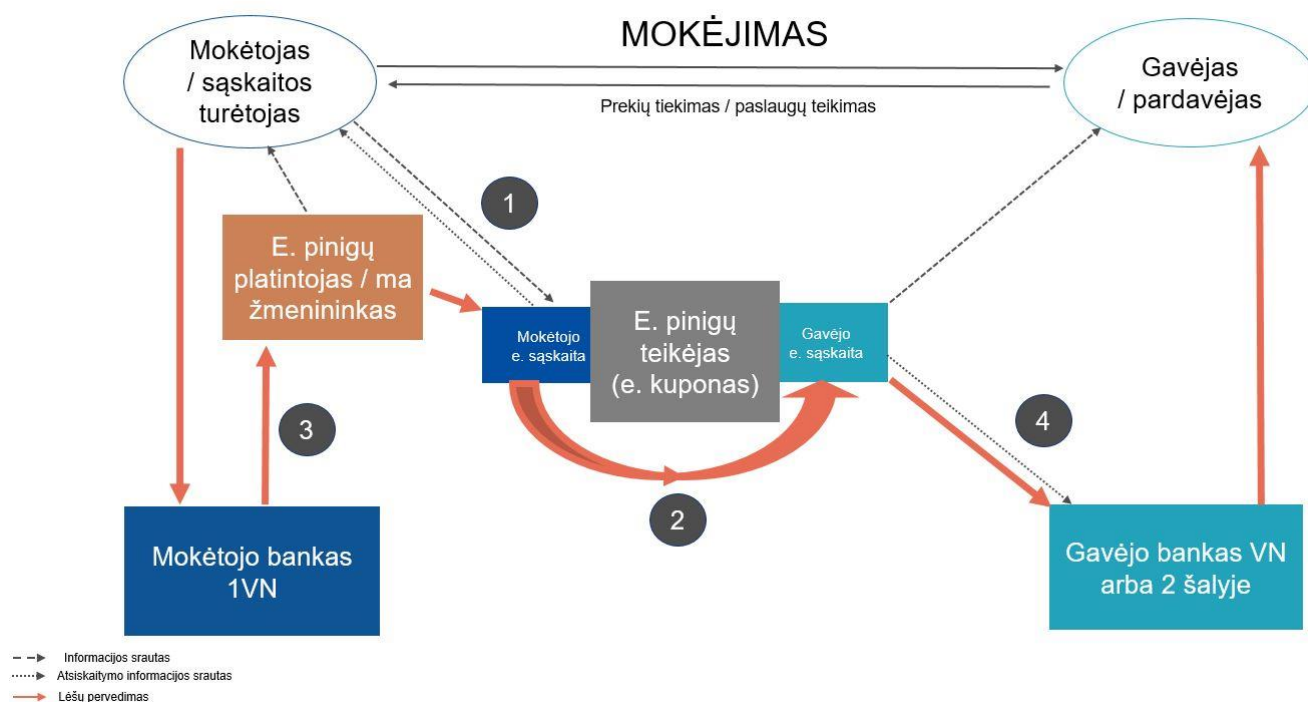 MOKĖJIMAS
Mokėtojas
/ sąskaitos
turėtojas
Gavėjas
/ pardavėjas
Prekių tiekimas / paslaugų teikimas
1
E. pinigų
platintojas / ma
žmenininkas
Mokėtojo
e. sąskaita
E. pinigų
teikėjas
(e. kuponas)
Gavėjo
e. sąskaita
3
4
2
Mokėtojo bankas
1VN
Gavėjo bankas VN
arba 2 šalyje
Informacijos srautas
Atsiskaitymo informacijos srautas
Lėšų pervedimas